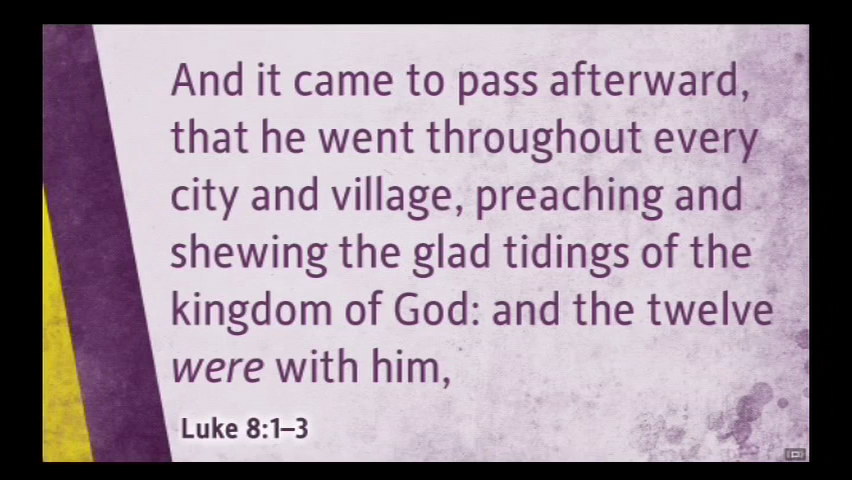 And it came to pass afterward,
that he went throughout every
city and village, preaching and
shewing the glad tidings of the
kingdom of God: and the twelve
were with him,
Luke 8:1–3